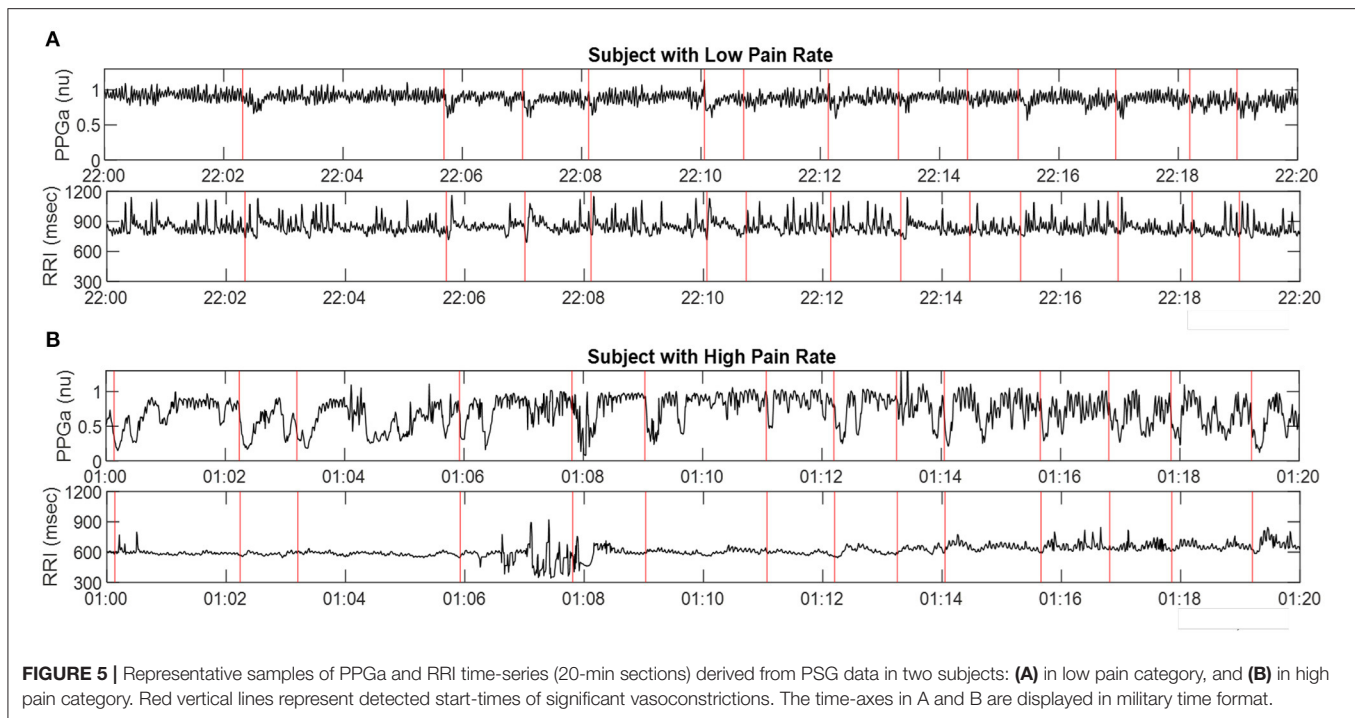 A
Subject with Low Pain Rate
PPGa (nu)
1
0.5
0
22:00 22:02 22:04 22:06 22:08 22:10 22:12 22:14 22:16 22:18 22:20
RRI (msec)
1200
900
600
300
22:00 22:02 22:04 22:06 22:08 22:10 22:12 22:14 22:16 22:18 22:20
B
Subject with High Pain Rate
PPGa (nu)
1
0.5
0
01:00 01:02 01:04 01:06 01:08 01:10 01:12 01:14 01:16 01:18 01:20
RRI (msec)
1200
900
600
300
01:00 01:02 01:04 01:06 01:08 01:10 01:12 01:14 01:16 01:18 01:20
FIGURE 5 | Representative samples of PPGa and RRI time-series (20-min sections) derived from PSG data in two subjects: (A) in low pain category, and (B) in high
pain category. Red vertical lines represent detected start-times of significant vasoconstrictions. The time-axes in A and B are displayed in military time format.